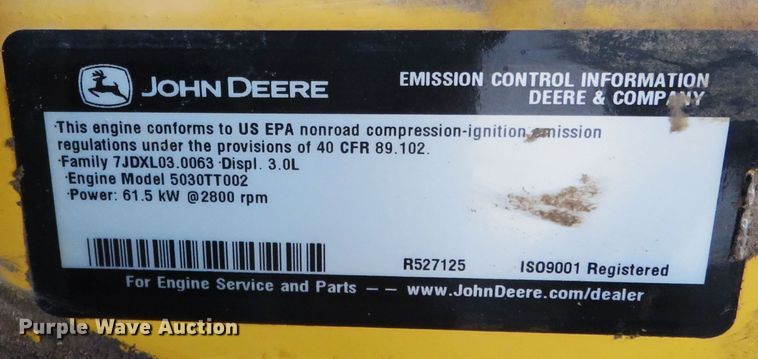 JOHN DEERE
EMISSION CONTROL INFORMATION
DEERE & COMPANY
·This engine conforms to US EPA nonroad compression-ignition emission
regulations under the provisions of 40 CFR 89.102.
·Family 7JDXL03.0063 ·Displ. 3.0L
·Engine Model 5030TT002
·Power: 61.5 kW @2800 rpm
R527125
ISO9001 Registered
For Engine Service and Parts – – www.JohnDeere.com/dealer
Purple Wave Auction